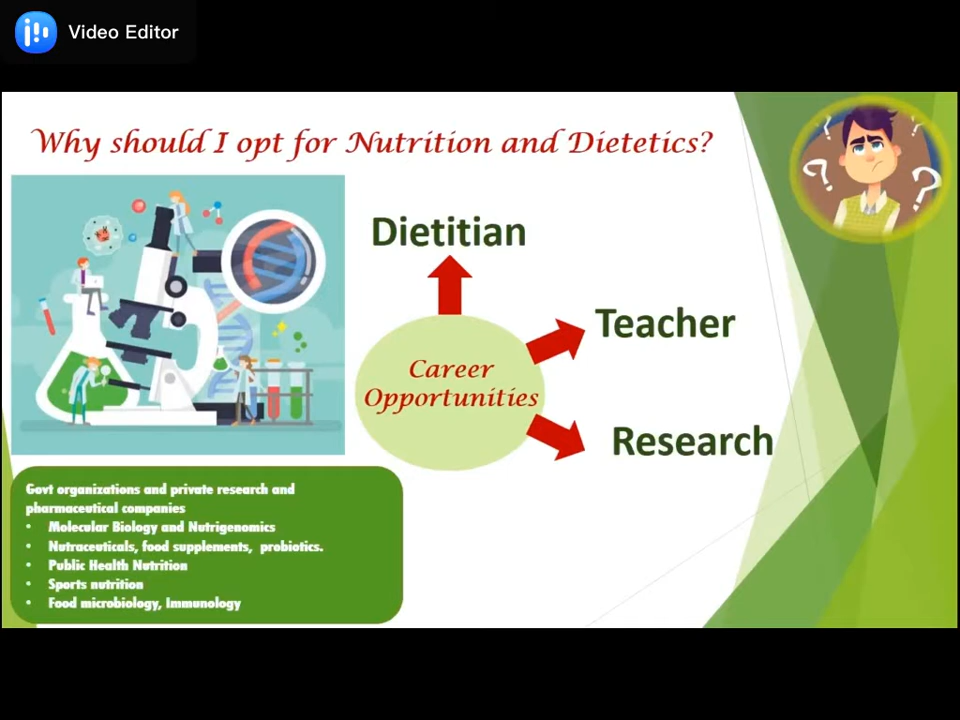 Video Editor
Why should I opt for Nutrition and Dietetics?
Dietitian
Teacher
Career
Opportunities
Research
Govt organizations and private research and
pharmaceutical companies
• Molecular Biology and Nutrigenomics
• Nutraceuticals, food supplements, probiotics.
• Public Health Nutrition
• Sports nutrition
• Food microbiology, Immunology